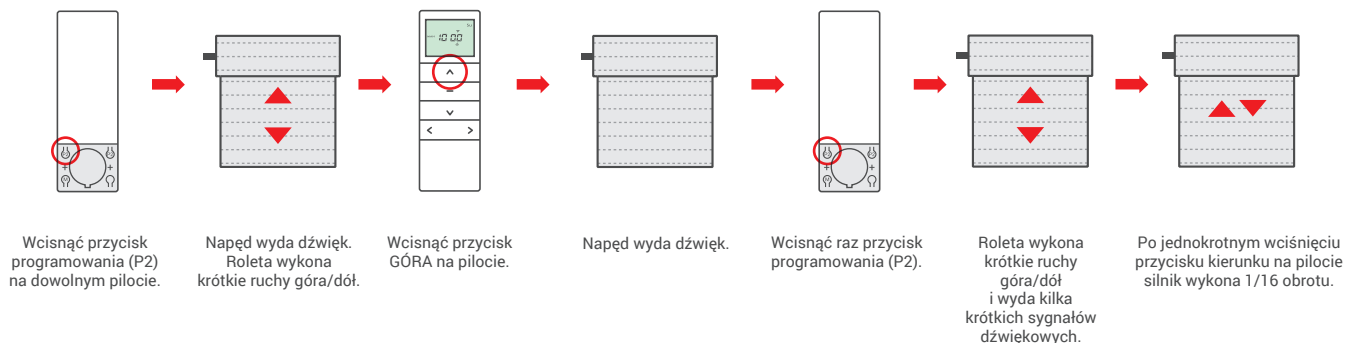 10 00
Wcisnąć przycisk
programowania (P2)
na dowolnym pilocie.
Napęd wyda dźwięk.
Roleta wykona
krótkie ruchy góra/dół.
Wcisnąć przycisk
GÓRA na pilocie.
Napęd wyda dźwięk.
Wcisnąć raz przycisk
programowania (P2).
Roleta wykona
krótkie ruchy
góra/dół
i wyda kilka
krótkich sygnałów
dźwiękowych.
Po jednokrotnym wciśnięciu
przycisku kierunku na pilocie
silnik wykona 1/16 obrotu.